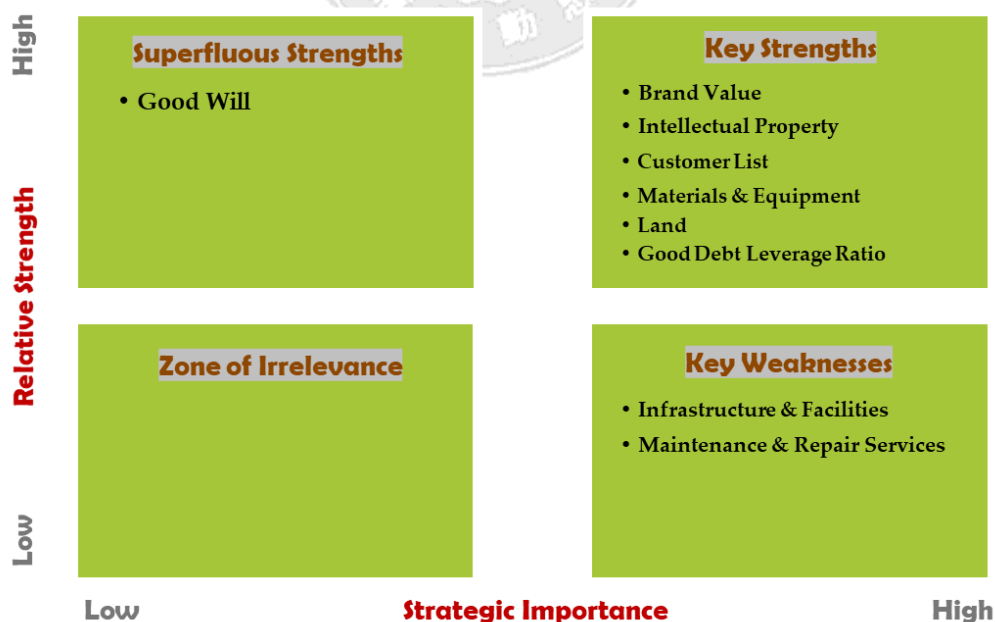 High
Superfluous Strengths
• Good Will
Key Strengths
• Brand Value
• Intellectual Property
• Customer List
• Materials & Equipment
• Land
• Good Debt Leverage Ratio
Relative Strength
Zone of Irrelevance
Key Weaknesses
• Infrastructure & Facilities
• Maintenance & Repair Services
Low
Low
Strategic Importance
High